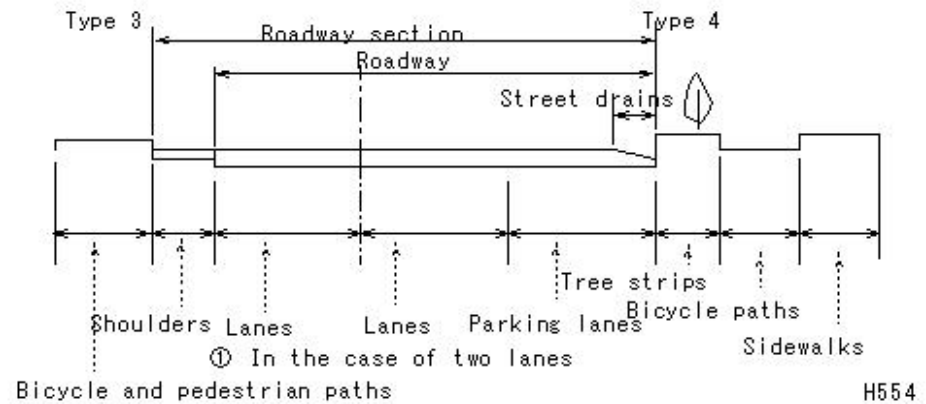 Type 3
Type 4
Roadway section
Roadway
Street drains
Tree strips
Bicycle paths
Shoulders
Lanes
Lanes
Parking lanes
Sidewalks
① In the case of two lanes
Bicycle and pedestrian paths
H554